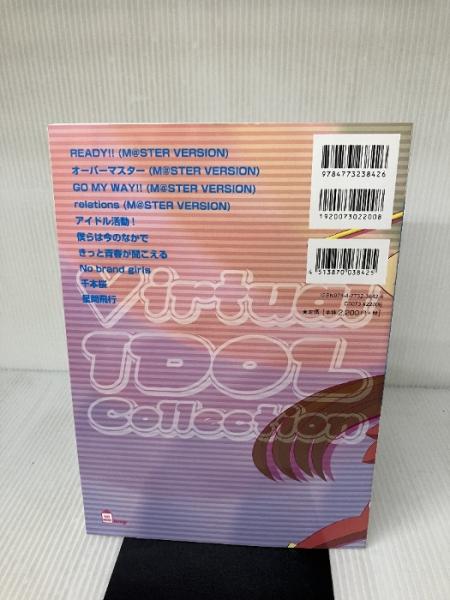 READY!! (M@STER VERSION)
オーバーマスター (M@STER VERSION)
GO MY WAY!! (M@STER VERSION)
relations (M@STER VERSION)
アイドル活動！
僕らは今のなかで
きっと青春が聞こえる
No brand girls
千本桜
星間飛行
Virtual
IDOL
Collection
9784773238426
1920073022008
4513870038425